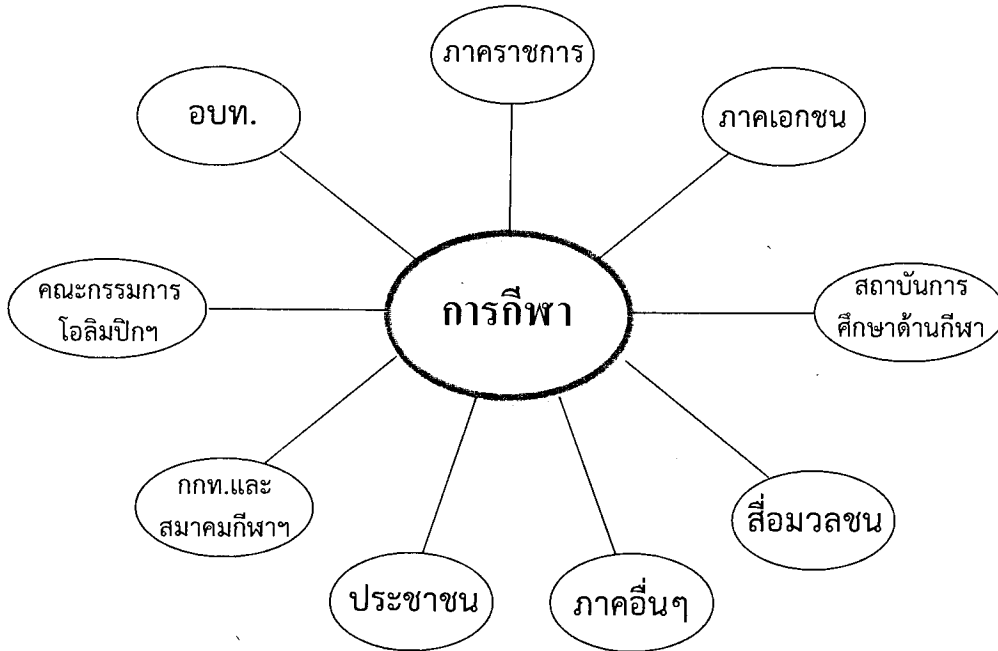 ภาคราชการ
อบท.
ภาคเอกชน
คณะกรรมการ
โอลิมปิกฯ
การกีฬา
สถาบันการ
ศึกษาด้านกีฬา
กกท.และ
สมาคมกีฬาฯ
สื่อมวลชน
ประชาชน
ภาคอื่นๆ